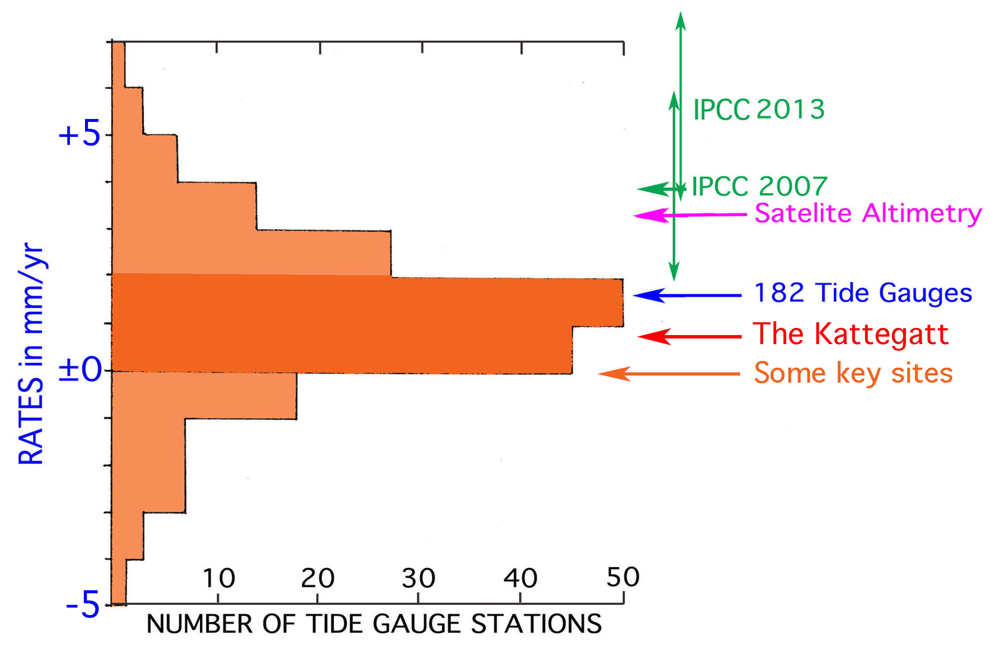 IPCC 2013
+5
IPCC 2007
Satelite Altimetry
RATES in mm/yr
182 Tide Gauges
The Kattegatt
±0
Some key sites
10 20 30 40 50
-5
NUMBER OF TIDE GAUGE STATIONS